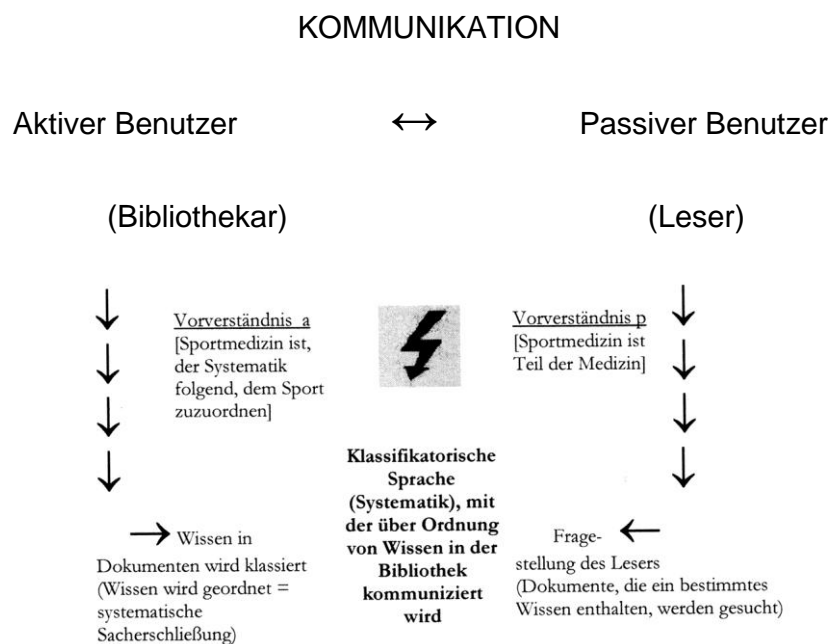 KOMMUNIKATION
Aktiver Benutzer ↔ Passiver Benutzer
(Bibliothekar) (Leser)
Vorverständnis a
[Sportmedizin ist,
der Systematik
folgend, dem Sport
zuzuordnen]
Vorverständnis p
[Sportmedizin ist
Teil der Medizin]
Klassifikatorische
Sprache
(Systematik), mit
der über Ordnung
von Wissen in der
Bibliothek
kommuniziert
wird
Wissen in
Dokumenten wird klassiert
(Wissen wird geordnet =
systematische
Sacherschließung)
Frage-
stellung des Lesers
(Dokumente, die ein bestimmtes
Wissen enthalten, werden gesucht)